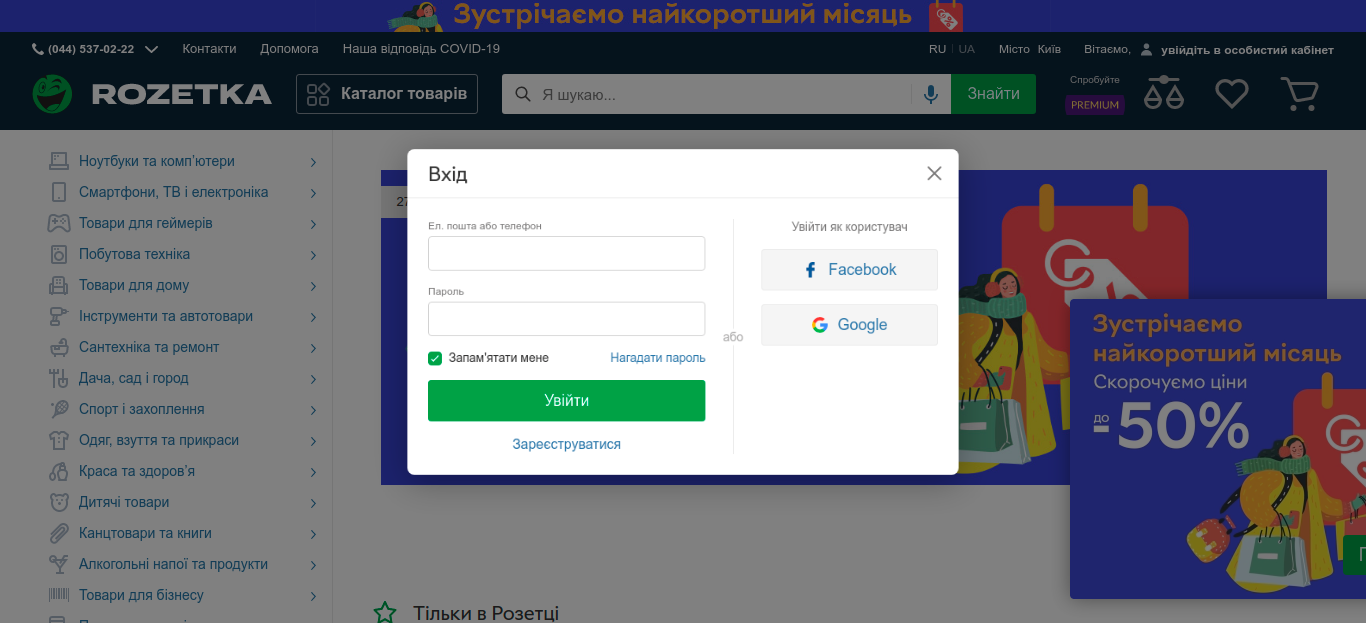 Зустрічаємо найкоротший місяць
(044) 537-02-22
Контакти
Допомога
Наша відповідь COVID-19
RU | UA
Місто Київ
Вітаємо, увійдіть в особистий кабінет
ROZETKA
Каталог товарів
Я шукаю...
Знайти
Спробуйте
PREMIUM
Ноутбуки та комп'ютери
Смартфони, ТВ і електроніка
Товари для геймерів
Побутова техніка
Товари для дому
Інструменти та автотовари
Сантехніка та ремонт
Дача, сад і город
Спорт і захоплення
Одяг, взуття та прикраси
Краса та здоров'я
Дитячі товари
Канцтовари та книги
Алкогольні напої та продукти
Товари для бізнесу
27
Вхід
Ел. пошта або телефон
Пароль
Запам'ятати мене
Нагадати пароль
Увійти
Зареєструватися
або
Увійти як користувач
Facebook
Google
Зустрічаємо
найкоротший місяць
Скорочуємо ціни
до
-50%
Тільки в Розетці